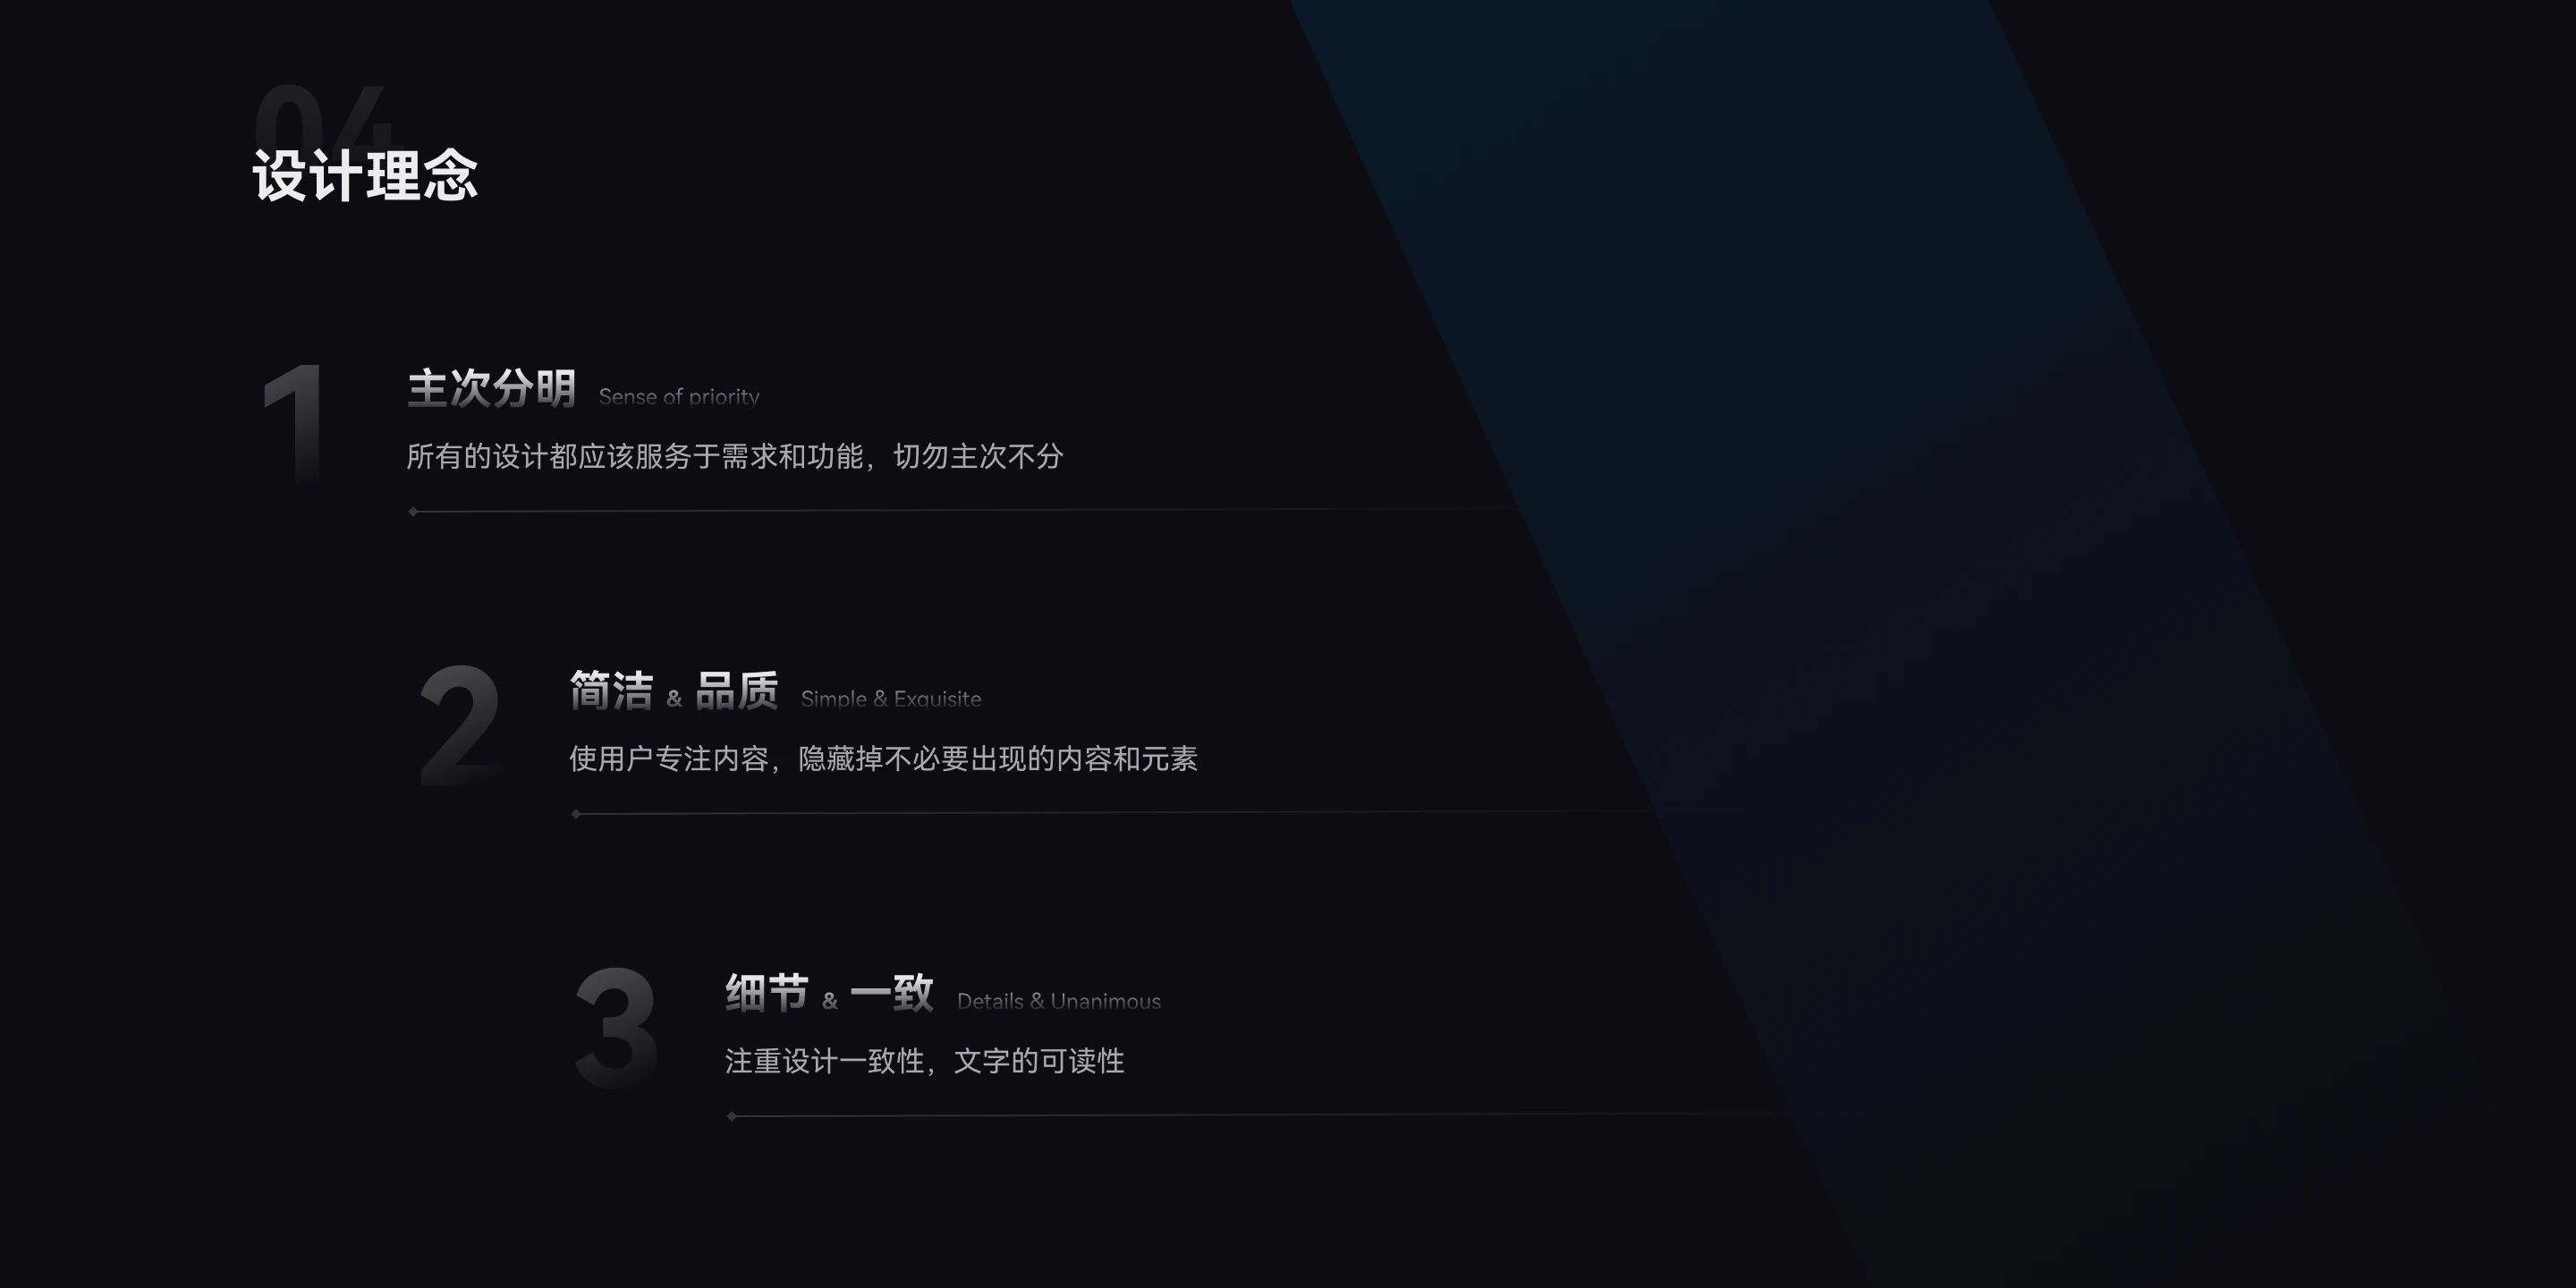 04
设计理念
1
主次分明 Sense of priority
所有的设计都应该服务于需求和功能，切勿主次不分
2
简洁 & 品质 Simple & Exquisite
使用户专注内容，隐藏掉不必要出现的内容和元素
3
细节 & 一致 Details & Unanimous
注重设计一致性，文字的可读性